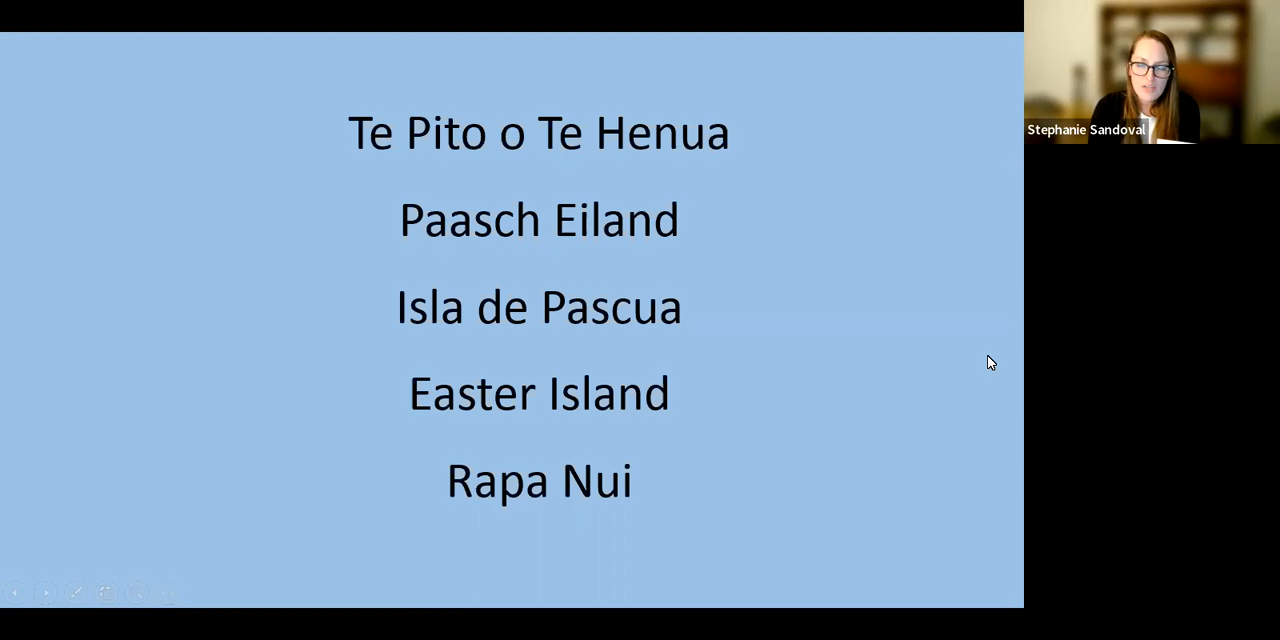 Te Pito o Te Henua
Paasch Eiland
Isla de Pascua
Easter Island
Rapa Nui
Stephanie Sandoval